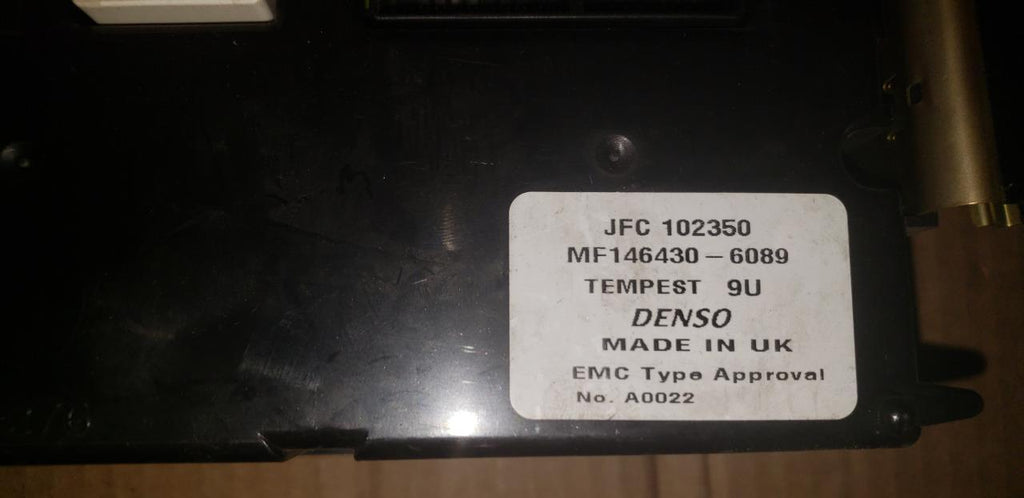 JFC 102350
MF146430-6089
TEMPEST 9U
DENSO
MADE IN UK
EMC Type Approval
No. A0022